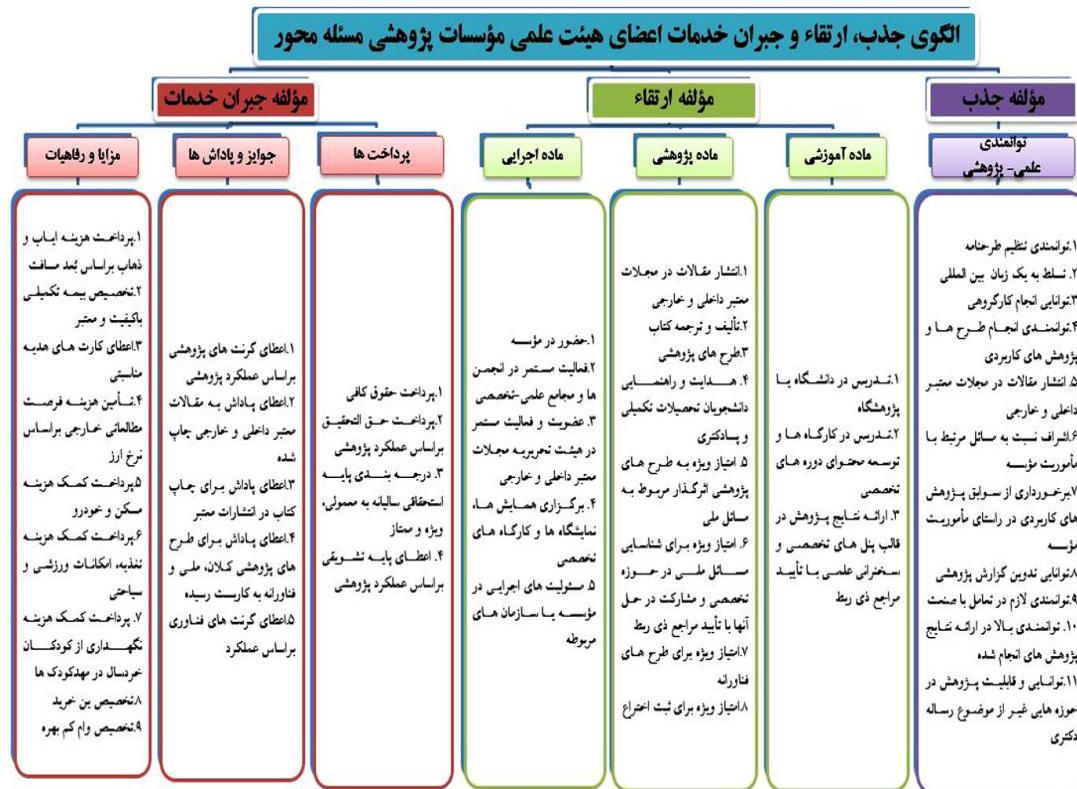 الگوی جذب، ارتقاء و جبران خدمات اعضای هیئت علمی مؤسسات پژوهشی مسئله محور
مؤلفه جذب
توانمندی
علمی- پژوهشی
۱.توانمندی تنظیم طرحنامه
۲. تسلط به یک زبان بین المللی
۳.توانایی انجام کارگروهی
۴.توانمندی انجام طرح ها و
پژوهش های کاربردی
۵. انتشار مقالات در مجلات معتبر
داخلی و خارجی
۶.اشراف نسبت به مسائل مرتبط با
مأموریت مؤسسه
۷.برخورداری از سوابق پژوهش
های کاربردی در راستای مأموریت
مؤسسه
۸.توانایی تدوین گزارش پژوهشی
۹.توانمندی لازم در تعامل با صنعت
۱۰. توانمندی بالا در ارائه نتایج
پژوهش های انجام شده
۱۱.توانایی و قابلیت پژوهش در
حوزه هایی غیر از موضوع رساله
دکتری
مؤلفه ارتقاء
ماده آموزشی
۱.تدریس در دانشگاه یا
پژوهشگاه
۲.تدریس در کارگاه ها و
توسعه محتوای دوره های
تخصصی
۳. ارائه نتایج پژوهش در
قالب پنل های تخصصی و
سخنرانی علمی با تأیید
مراجع ذی ربط
ماده پژوهشی
۱.انتشار مقالات در مجلات
معتبر داخلی و خارجی
۲.تألیف و ترجمه کتاب
۳.طرح های پژوهشی
۴. هدایت و راهنمایی
دانشجویان تحصیلات تکمیلی
و پسادکتری
۵. امتیاز ویژه به طرح های
پژوهشی اثرگذار مربوط به
مسائل ملی
۶. امتیاز ویژه برای شناسایی
مسائل ملی در حوزه
تخصصی و مشارکت در حل
آنها با تأیید مراجع ذی ربط
۷.امتیاز ویژه برای طرح های
فناورانه
۸.امتیاز ویژه برای ثبت اختراع
ماده اجرایی
۱.حضور در مؤسسه
۲.فعالیت مستمر در انجمن
ها و مجامع علمی-تخصصی
۳. عضویت و فعالیت مستمر
در هیئت تحریریه مجلات
معتبر داخلی و خارجی
۴. برگزاری همایش ها،
نمایشگاه ها و کارگاه های
تخصصی
۵. مسئولیت های اجرایی در
مؤسسه یا سازمان های
مربوطه
مؤلفه جبران خدمات
پرداخت ها
۱.پرداخت حقوق کافی
۲.پرداخت حق التحقیق
براساس عملکرد پژوهشی
۳. درجه بندی پایه
استحقاقی سالیانه به معمولی،
ویژه و ممتاز
۴. اعطای پایه تشویقی
براساس عملکرد پژوهشی
جوایز و پاداش ها
۱.اعطای گرنت های پژوهشی
براساس عملکرد پژوهشی
۲.اعطای پاداش به مقالات
معتبر داخلی و خارجی چاپ
شده
۳.اعطای پاداش برای چاپ
کتاب در انتشارات معتبر
۴.اعطای پاداش برای طرح
های پژوهشی کلان، ملی و
فناورانه به کاربست رسیده
۵.اعطای گرنت های فناوری
براساس عملکرد
مزایا و رفاهیات
۱.پرداخت هزینه ایاب و
ذهاب براساس بُعد مسافت
۲.تخصیص بیمه تکمیلی
باکیفیت و معتبر
۳.اعطای کارت های هدیه
مناسبتی
۴.تأمین هزینه فرصت
مطالعاتی خارجی براساس
نرخ ارز
۵.پرداخت کمک هزینه
مسکن و خودرو
۶.پرداخت کمک هزینه
تغذیه، امکانات ورزشی و
سیاحتی
۷. پرداخت کمک هزینه
نگهداری از کودکان
خردسال در مهدکودک ها
۸.تخصیص بن خرید
۹.تخصیص وام کم بهره